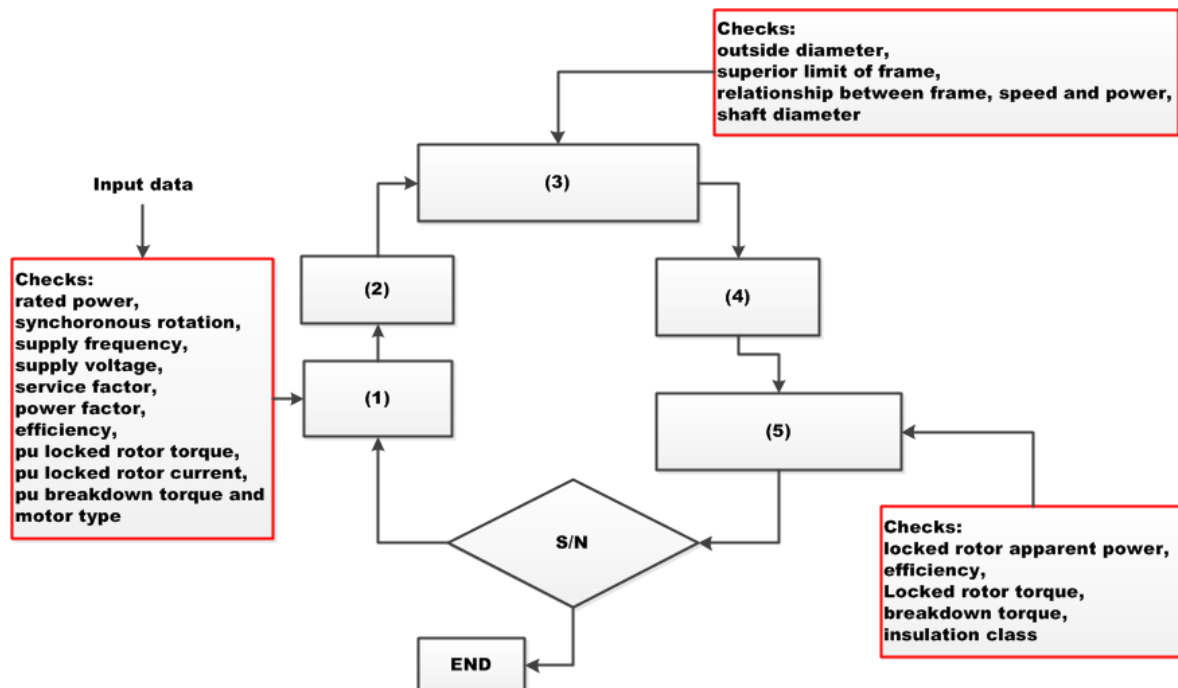 Checks:
outside diameter,
superior limit of frame,
relationship between frame, speed and power,
shaft diameter
(3)
Input data
Checks:
rated power,
synchoronous rotation,
supply frequency,
supply voltage,
service factor,
power factor,
efficiency,
pu locked rotor torque,
pu locked rotor current,
pu breakdown torque and
motor type
(2)
(4)
(1)
(5)
S/N
Checks:
locked rotor apparent power,
efficiency,
Locked rotor torque,
breakdown torque,
insulation class
END